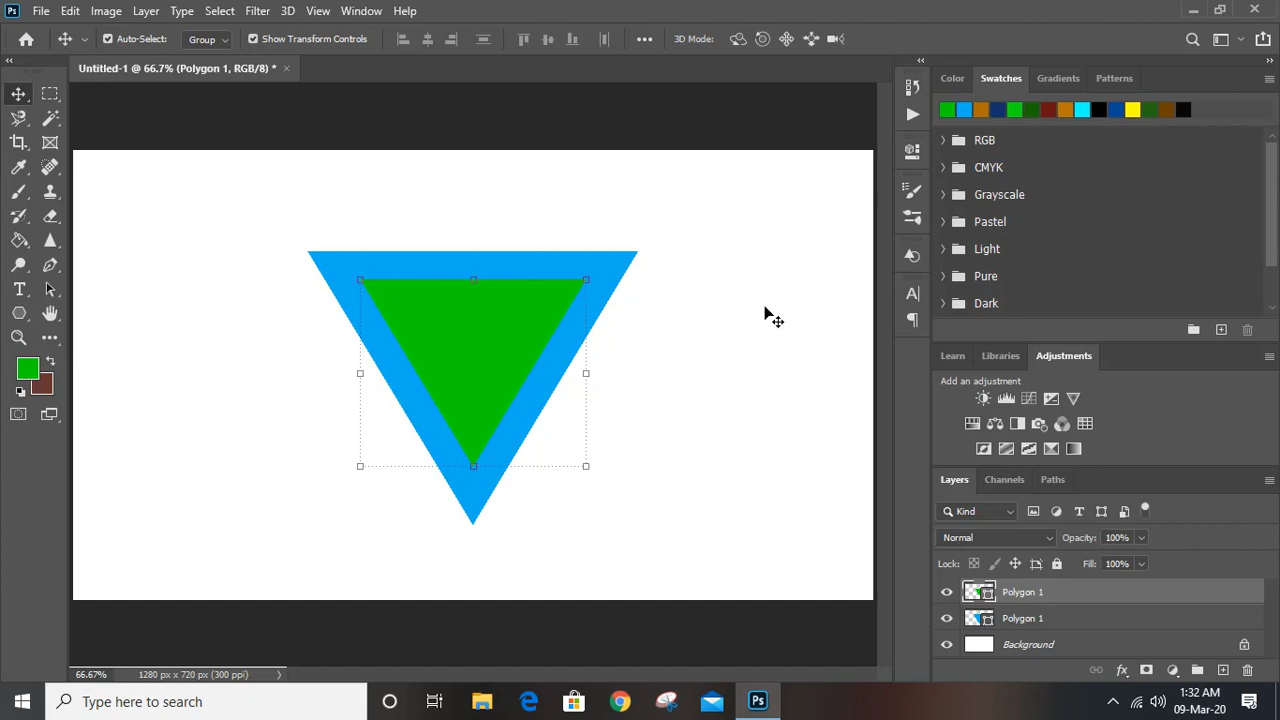 Ps File Edit Image Layer Type Select Filter 3D View Window Help
Auto-Select: Group Show Transform Controls 3D Mode:
Untitled-1 @ 66.7% (Polygon 1, RGB/8) *
Color Swatches Gradients Patterns
RGB
CMYK
Grayscale
Pastel
Light
Pure
Dark
Learn Libraries Adjustments
Add an adjustment
Layers Channels Paths
Kind
Normal Opacity: 100%
Lock: Fill: 100%
Polygon 1
Polygon 1
Background
66.67% 1280 px x 720 px (300 ppi)
Type here to search Ps 1:32 AM
09-Mar-20